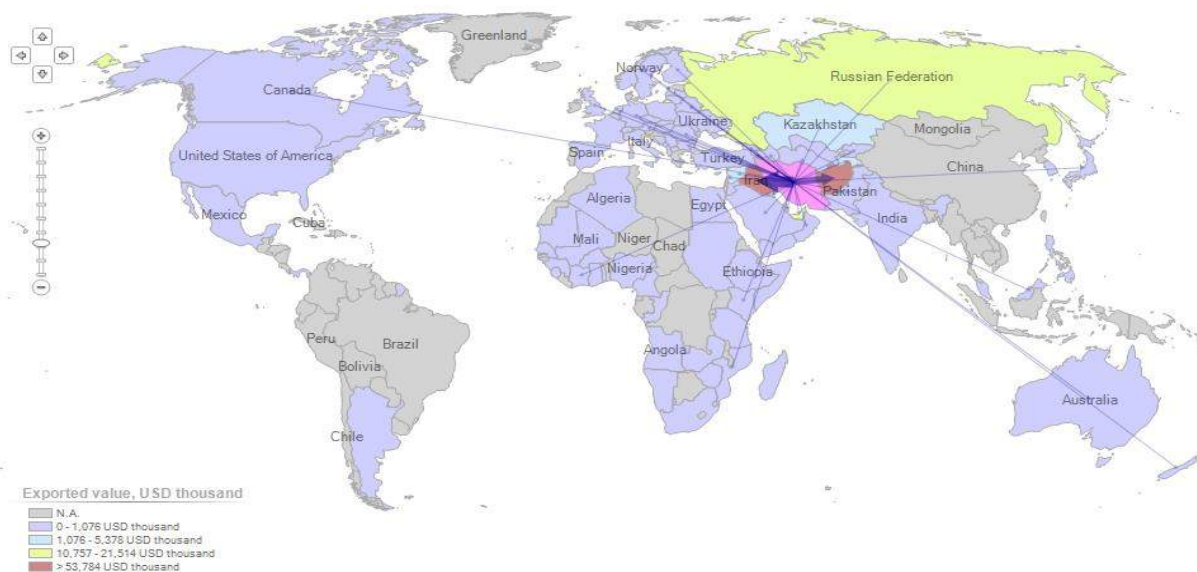 Greenland
Norway
Russian Federation
Canada
Ukraine
Kazakhstan
Mongolia
United States of America
Spain
Italy
Turkey
Iran
China
Pakistan
Mexico
Cuba
Algeria
Egypt
India
Mali
Niger
Chad
Nigeria
Ethiopia
Peru
Brazil
Bolivia
Angola
Chile
Australia
Exported value, USD thousand
N.A.
0 - 1,076 USD thousand
1,076 - 5,378 USD thousand
10,757 - 21,514 USD thousand
> 53,784 USD thousand